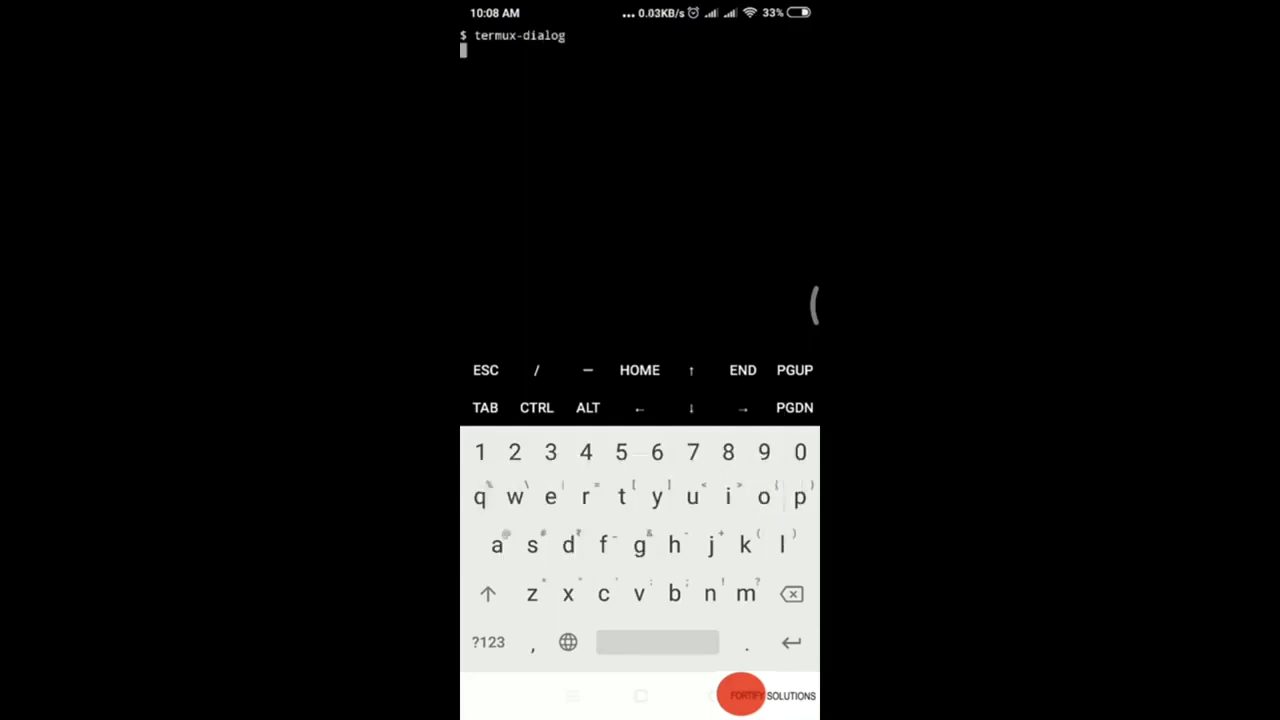 10:08 AM ... 0.03KB/s 33%
$ termux-dialog
ESC / — HOME ↑ END PGUP
TAB CTRL ALT ← ↓ → PGDN
1 2 3 4 5 6 7 8 9 0
q w e r t y u i o p
a s d f g h j k l
z x c v b n m
?123 , .
FORTIFY SOLUTIONS